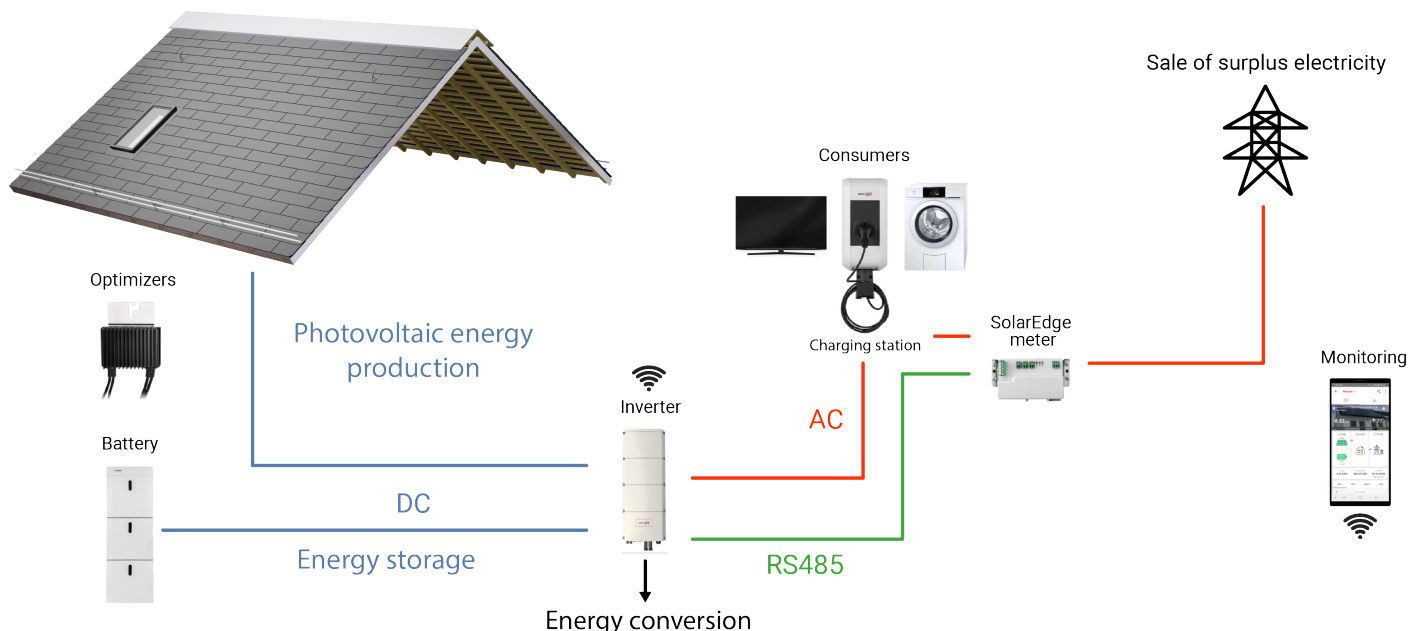 Sale of surplus electricity
Consumers
Optimizers
Photovoltaic energy
production
Charging station
SolarEdge
meter
Monitoring
Inverter
AC
Battery
DC
Energy storage
RS485
Energy conversion